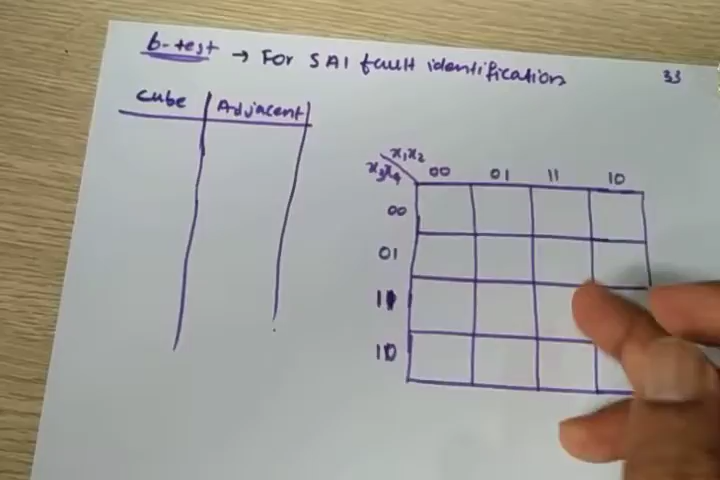 b-test → For SA1 fault identification
33
Cube Adjacent
x₁x₂
x₃x₄ 00 01 11 10
00
01
11
10